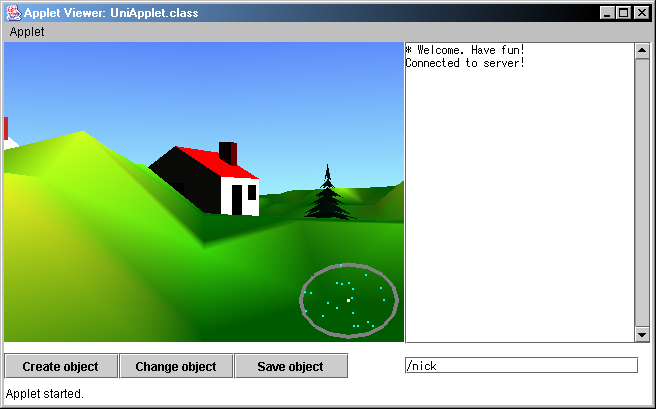 Applet Viewer: UniApplet.class
Applet
* Welcome. Have fun!
Connected to server!
Create object
Change object
Save object
/nick
Applet started.